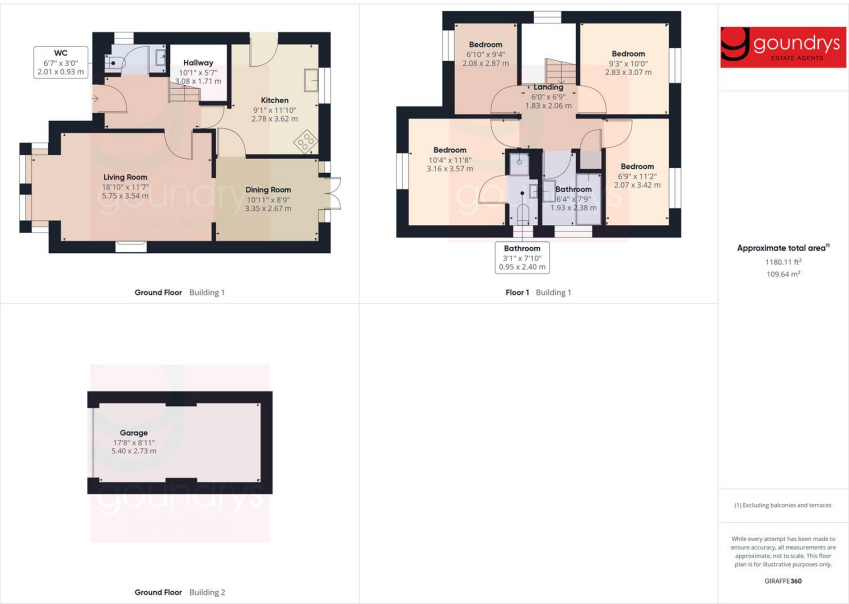 WC
6'7" x 3'0"
2.01 x 0.93 m
Hallway
10'1" x 5'7"
3.08 x 1.71 m
Kitchen
9'1" x 11'10"
2.78 x 3.62 m
Living Room
18'10" x 11'7"
5.75 x 3.54 m
Dining Room
10'11" x 8'9"
3.35 x 2.67 m
Ground Floor Building 1
Bedroom
6'10" x 9'4"
2.08 x 2.87 m
Bedroom
9'3" x 10'0"
2.83 x 3.07 m
Landing
6'0" x 6'9"
1.83 x 2.06 m
Bedroom
10'4" x 11'8"
3.16 x 3.57 m
Bedroom
6'9" x 11'2"
2.07 x 3.42 m
Bathroom
6'4" x 7'9"
1.93 x 2.38 m
Bathroom
3'1" x 7'10"
0.95 x 2.40 m
Floor 1 Building 1
Garage
17'8" x 8'11"
5.40 x 2.73 m
goundrys
ESTATE AGENTS
Ground Floor Building 2
goundrys
ESTATE AGENTS
Approximate total area⁽¹⁾
1180.11 ft²
109.64 m²
(1) Excluding balconies and terraces
While every attempt has been made to
ensure accuracy, all measurements are
approximate, not to scale. This floor
plan is for illustrative purposes only.
GIRAFFE360